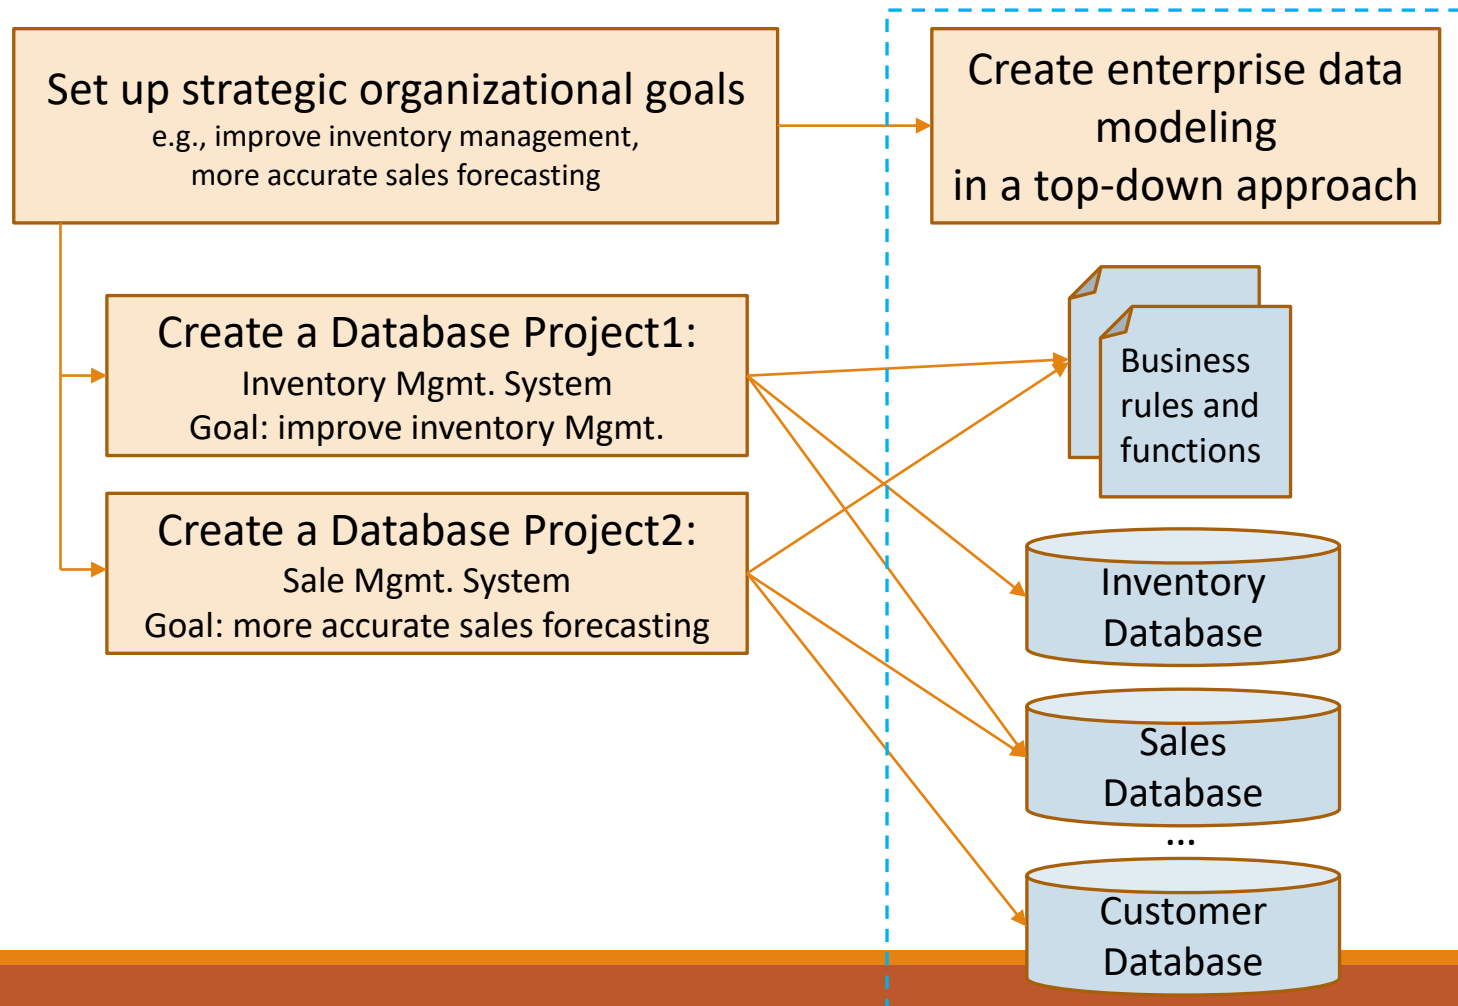 Set up strategic organizational goals
e.g., improve inventory management,
more accurate sales forecasting
Create enterprise data
modeling
in a top-down approach
Create a Database Project1:
Inventory Mgmt. System
Goal: improve inventory Mgmt.
Create a Database Project2:
Sale Mgmt. System
Goal: more accurate sales forecasting
Business
rules and
functions
Inventory
Database
Sales
Database
...
Customer
Database